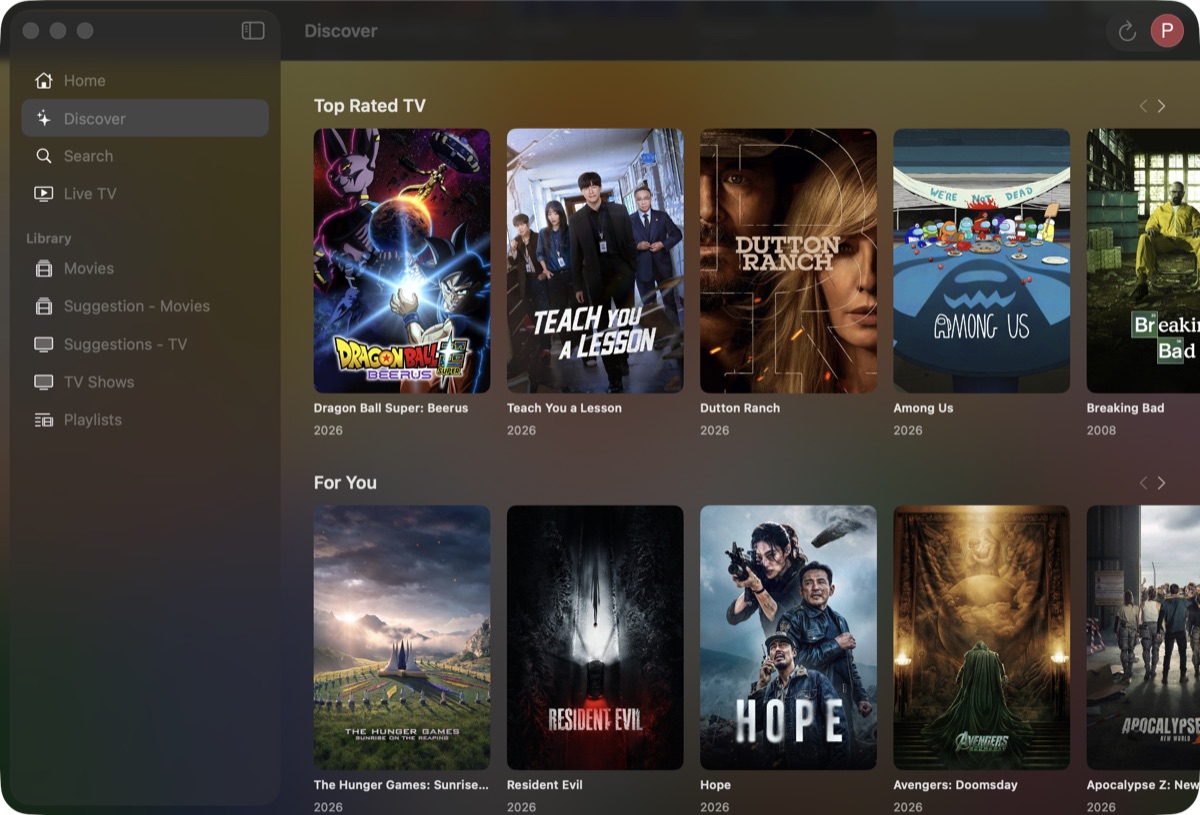 Discover
P
Home
Discover
Search
Live TV
Library
Movies
Suggestion - Movies
Suggestions - TV
TV Shows
Playlists
Top Rated TV
DRAGON BALL SUPER
BEERUS
TEACH YOU
A LESSON
DUTTON
RANCH
WE'RE NOT DEAD
AMONG US
Breakin
Bad
Dragon Ball Super: Beerus
Teach You a Lesson
Dutton Ranch
Among Us
Breaking Bad
2026
2026
2026
2026
2008
For You
THE HUNGER GAMES
SUNRISE ON THE REAPING
RESIDENT EVIL
HOPE
AVENGERS
DOOMSDAY
APOCALYPSE
NEW WORLD
The Hunger Games: Sunrise...
Resident Evil
Hope
Avengers: Doomsday
Apocalypse Z: New
2026
2026
2026
2026
2026